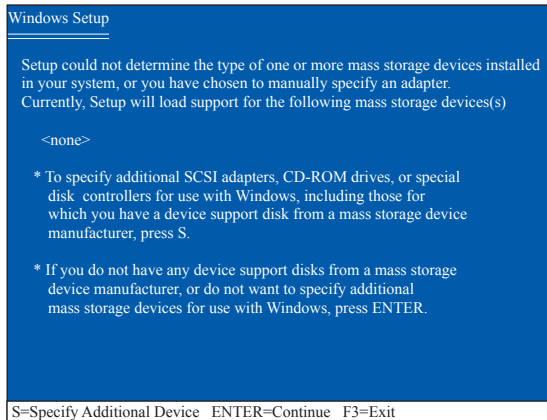 Windows Setup
Setup could not determine the type of one or more mass storage devices installed
in your system, or you have chosen to manually specify an adapter.
Currently, Setup will load support for the following mass storage devices(s)
<none>
* To specify additional SCSI adapters, CD-ROM drives, or special
disk controllers for use with Windows, including those for
which you have a device support disk from a mass storage device
manufacturer, press S.
* If you do not have any device support disks from a mass storage
device manufacturer, or do not want to specify additional
mass storage devices for use with Windows, press ENTER.
S=Specify Additional Device ENTER=Continue F3=Exit